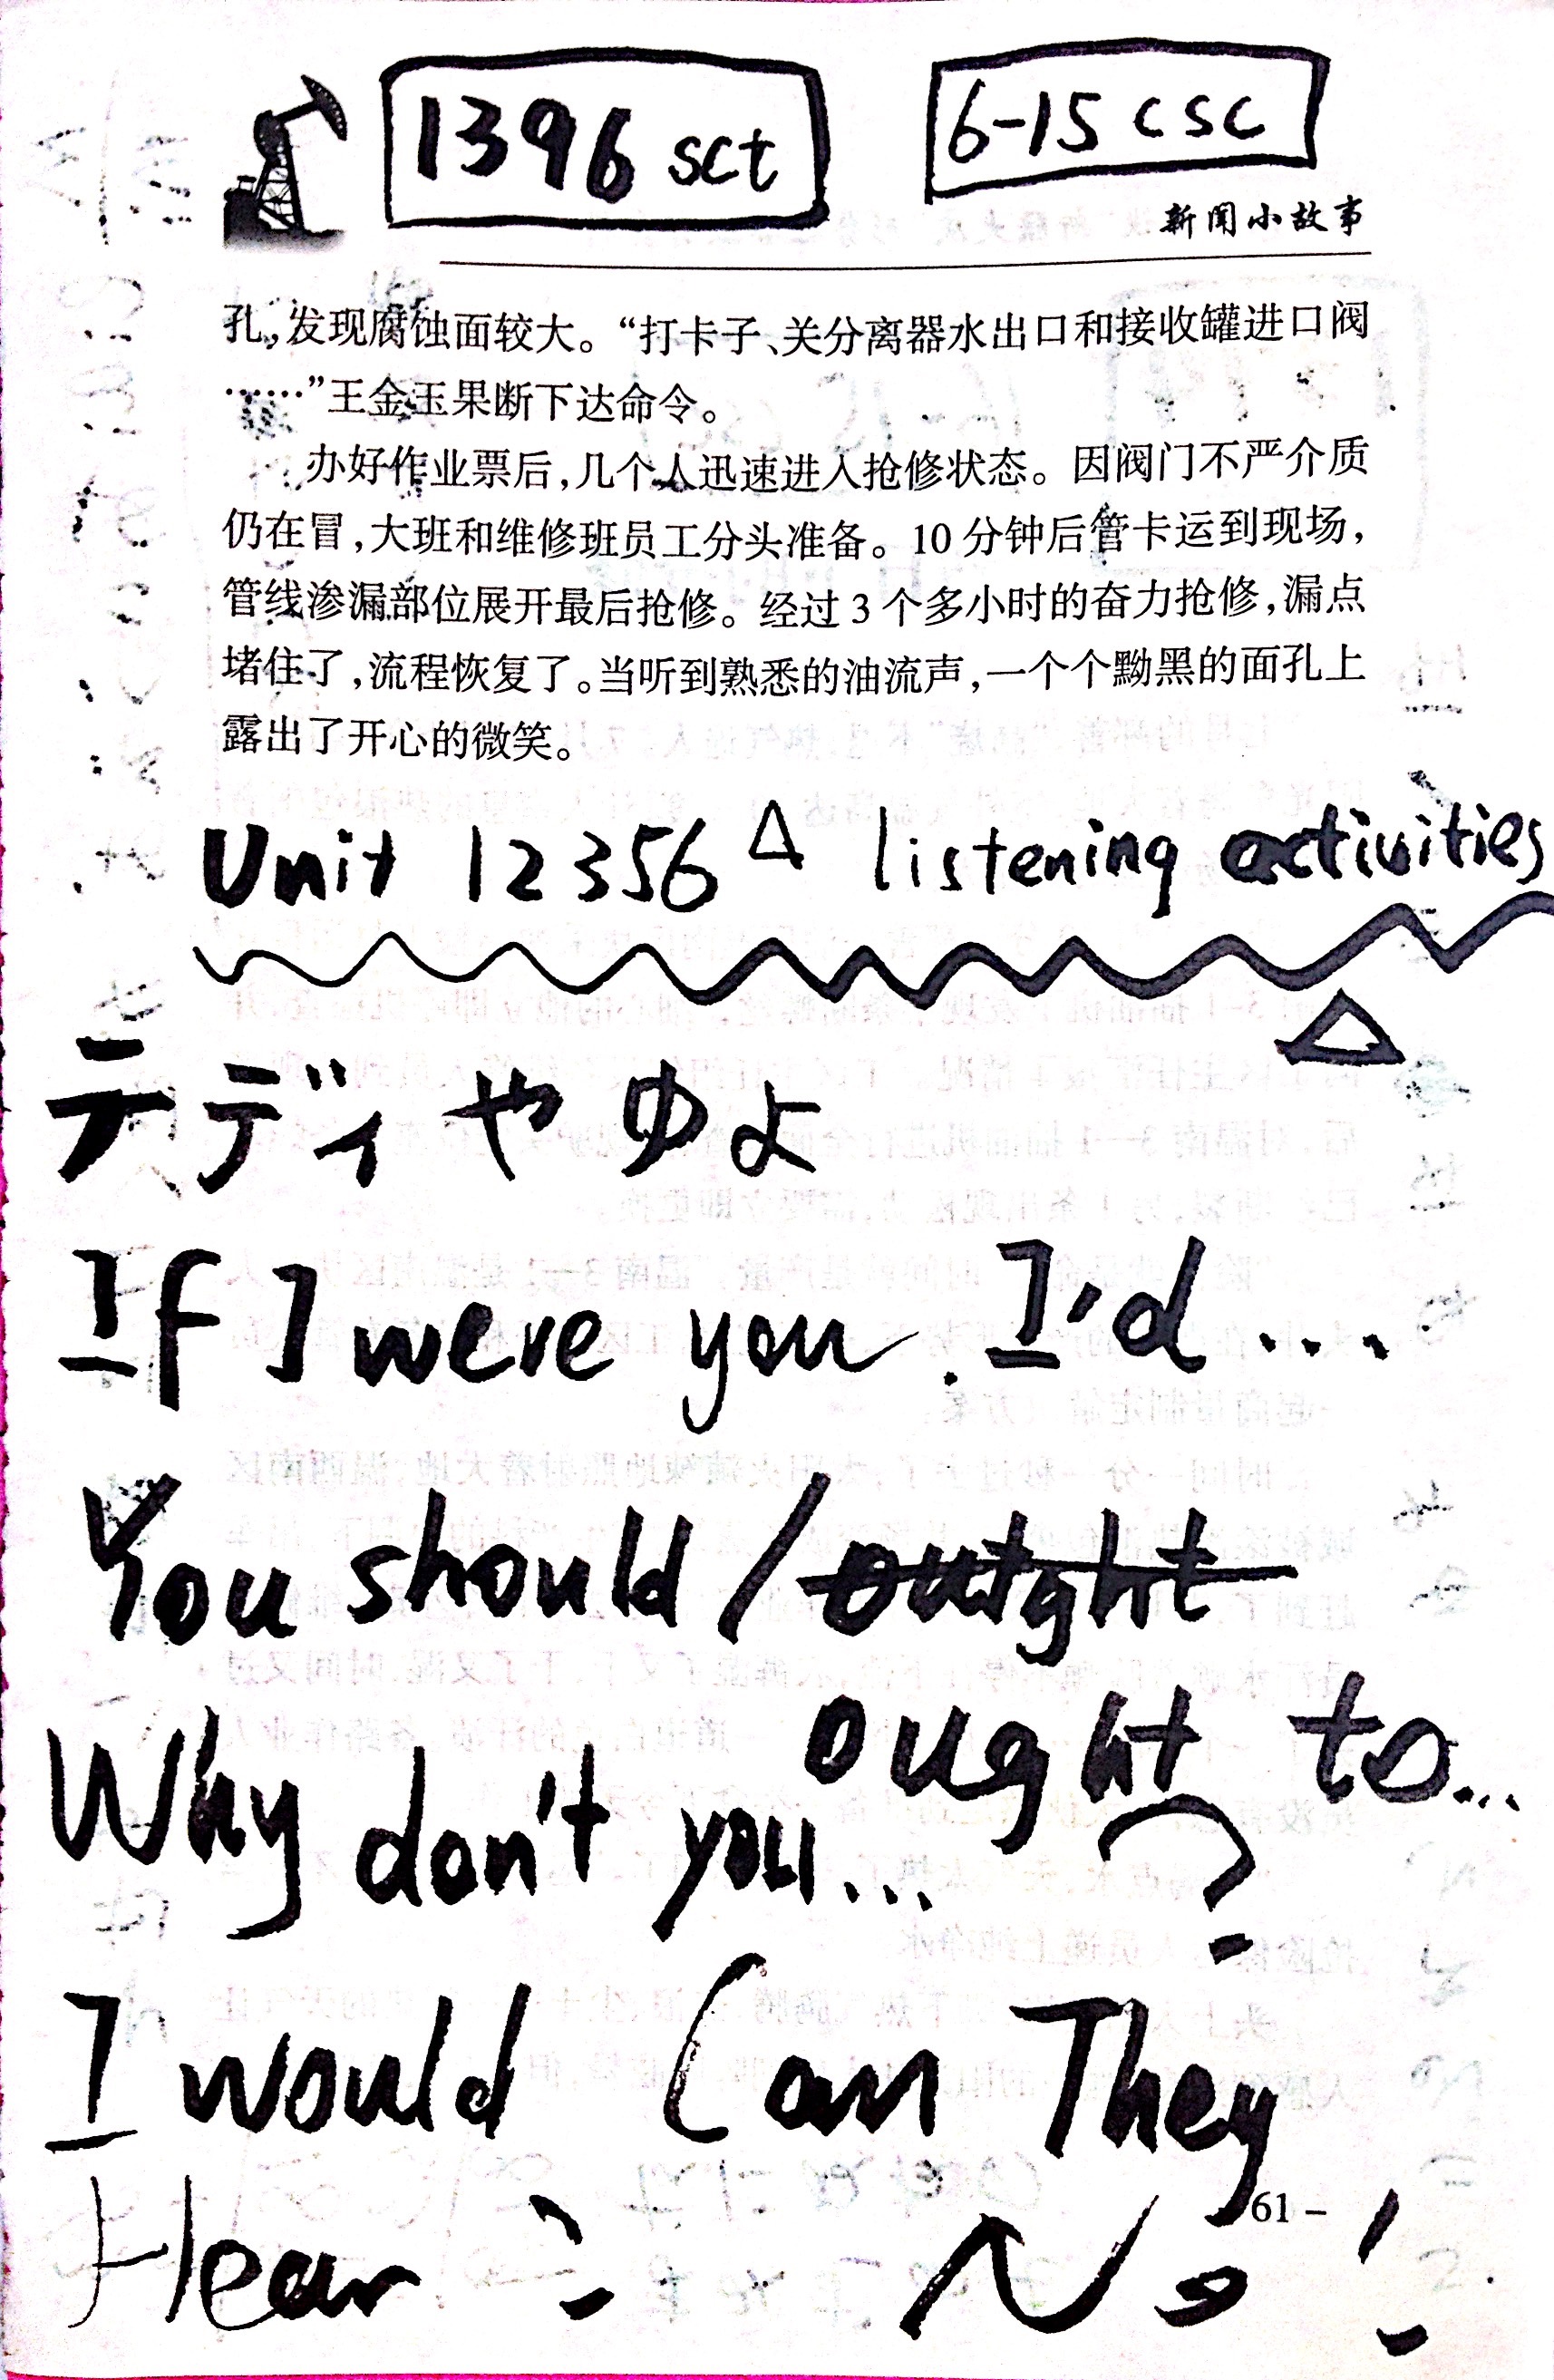 1396 sct
6-15 csc
新闻小故事
孔,发现腐蚀面较大。“打卡子、关分离器水出口和接收罐进口阀
……”王金玉果断下达命令。
办好作业票后,几个人迅速进入抢修状态。因阀门不严介质
仍在冒,大班和维修班员工分头准备。10分钟后管卡运到现场,
管线渗漏部位展开最后抢修。经过3个多小时的奋力抢修,漏点
堵住了,流程恢复了。当听到熟悉的油流声,一个个黝黑的面孔上
露出了开心的微笑。
Unit 12356 △ listening activities
テディやゆよ
If I were you. I'd...
You should / ought
ought to...
Why don't you...?
I would Can They
Hear? No!
61 –